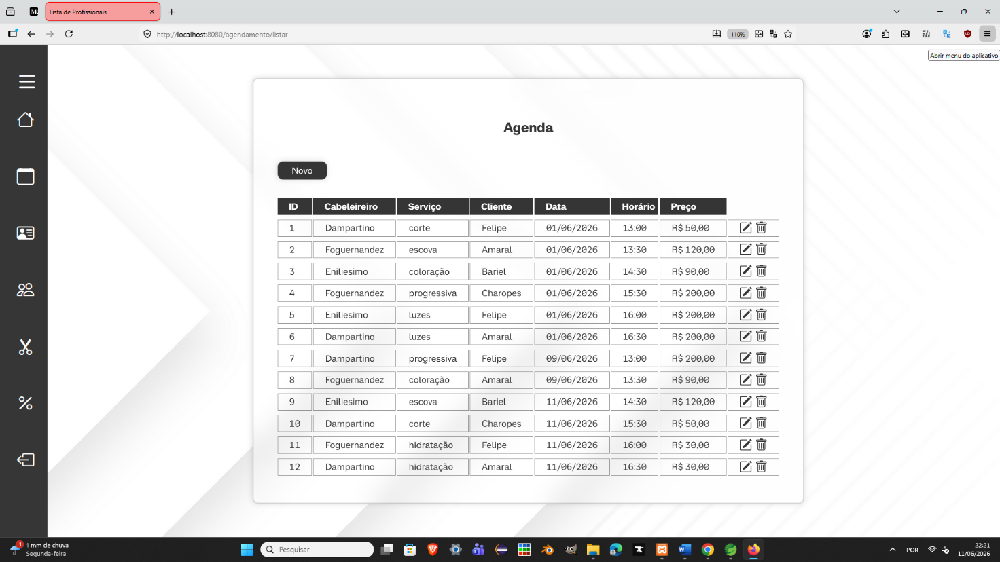 Lista de Profissionais
http://localhost:8080/agendamento/listar
110%
Abrir menu do aplicativo
Agenda
Novo
ID Cabeleireiro Serviço Cliente Data Horário Preço
1 Dampartino corte Felipe 01/06/2026 13:00 R$ 50,00
2 Foguernandez escova Amaral 01/06/2026 13:30 R$ 120,00
3 Eniliesimo coloração Bariel 01/06/2026 14:30 R$ 90,00
4 Foguernandez progressiva Charopes 01/06/2026 15:30 R$ 200,00
5 Eniliesimo luzes Felipe 01/06/2026 16:00 R$ 200,00
6 Dampartino luzes Amaral 01/06/2026 16:30 R$ 200,00
7 Dampartino progressiva Felipe 09/06/2026 13:00 R$ 200,00
8 Foguernandez coloração Amaral 09/06/2026 13:30 R$ 90,00
9 Eniliesimo escova Bariel 11/06/2026 14:30 R$ 120,00
10 Dampartino corte Charopes 11/06/2026 15:30 R$ 50,00
11 Foguernandez hidratação Felipe 11/06/2026 16:00 R$ 30,00
12 Dampartino hidratação Amaral 11/06/2026 16:30 R$ 30,00
1
1 mm de chuva
Segunda-feira
Pesquisar
POR
22:21
11/06/2026